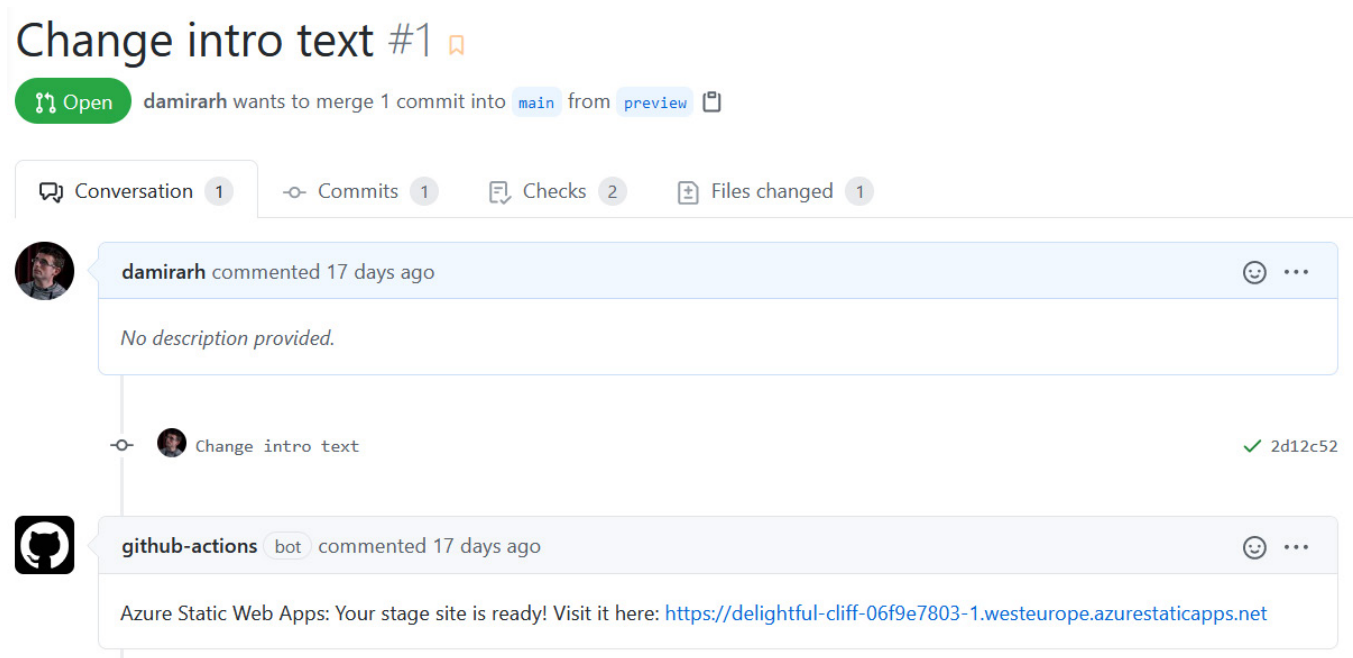 Change intro text #1
Open damirarh wants to merge 1 commit into main from preview
Conversation 1 Commits 1 Checks 2 Files changed 1
damirarh commented 17 days ago
No description provided.
Change intro text 2d12c52
github-actions bot commented 17 days ago
Azure Static Web Apps: Your stage site is ready! Visit it here: https://delightful-cliff-06f9e7803-1.westeurope.azurestaticapps.net